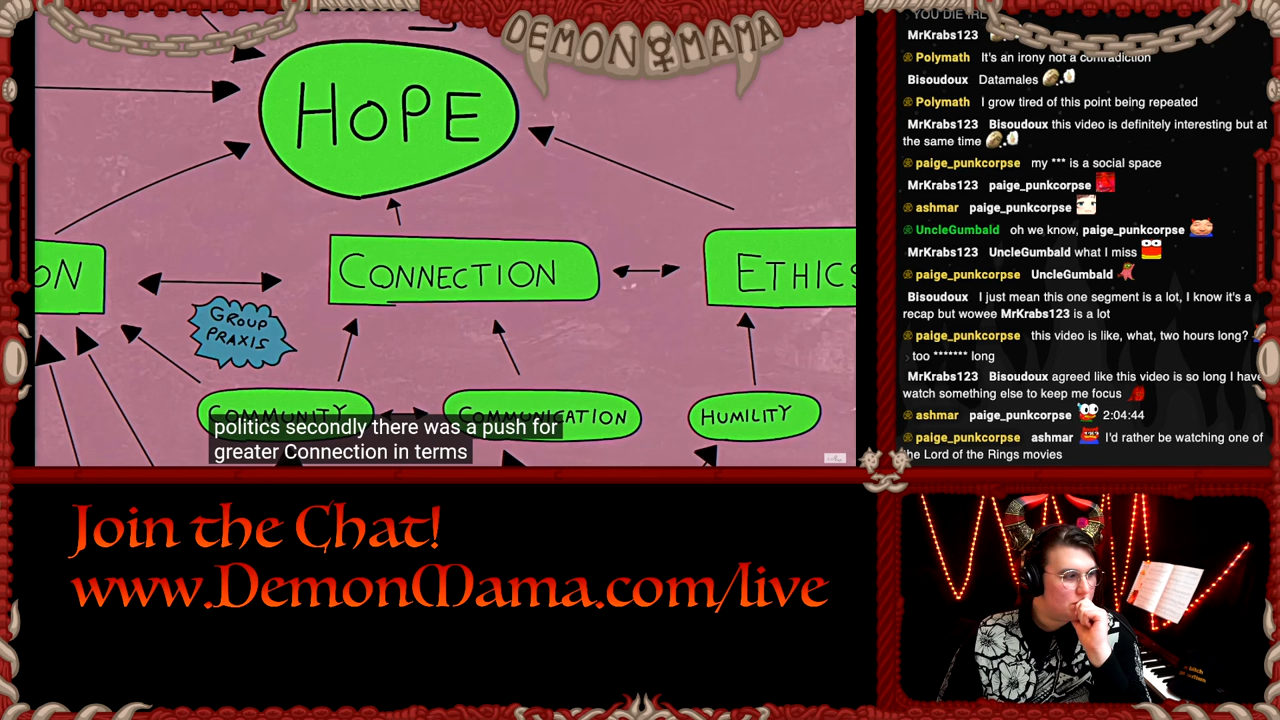 DEMON MAMA
HOPE
ON
CONNECTION
ETHICS
GROUP
PRAXIS
COMMUNITY
COMMUNICATION
HUMILITY
politics secondly there was a push for
greater Connection in terms
YOU DIE IRL
MrKrabs123
Polymath It's an irony not a contradiction
Bisoudoux Datamales
Polymath I grow tired of this point being repeated
MrKrabs123 Bisoudoux this video is definitely interesting but at
the same time
paige_punkcorpse my *** is a social space
MrKrabs123 paige_punkcorpse
ashmar paige_punkcorpse
UncleGumbald oh we know, paige_punkcorpse
MrKrabs123 UncleGumbald what I miss
paige_punkcorpse UncleGumbald
Bisoudoux I just mean this one segment is a lot, I know it's a
recap but wowee MrKrabs123 is a lot
paige_punkcorpse this video is like, what, two hours long?
too ******* long
MrKrabs123 Bisoudoux agreed like this video is so long I have
watch something else to keep me focus
ashmar paige_punkcorpse 2:04:44
paige_punkcorpse ashmar I'd rather be watching one of
the Lord of the Rings movies
Join the Chat!
www.DemonMama.com/live